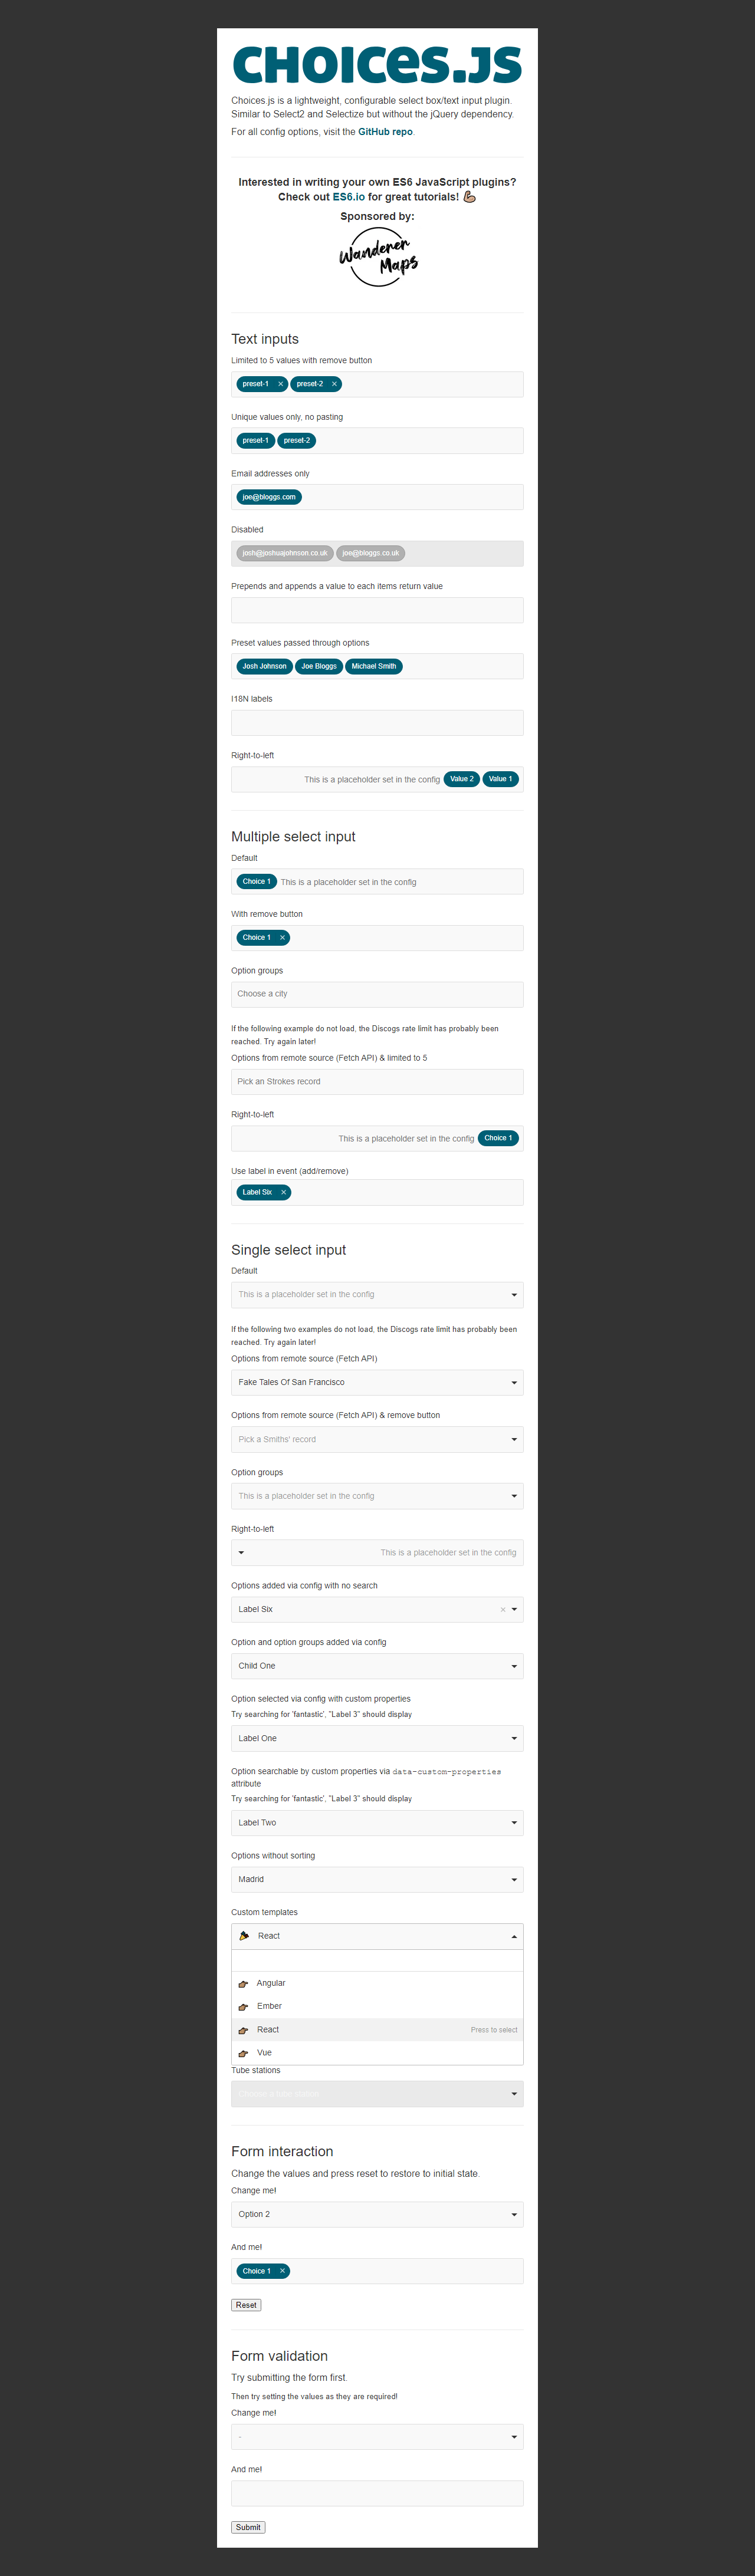 CHOICES.JS
Choices.js is a lightweight, configurable select box/text input plugin.
Similar to Select2 and Selectize but without the jQuery dependency.
For all config options, visit the GitHub repo.
Interested in writing your own ES6 JavaScript plugins?
Check out ES6.io for great tutorials! 💪🏽
Sponsored by:
Wanderer
Maps
Text inputs
Limited to 5 values with remove button
preset-1 × preset-2 ×
Unique values only, no pasting
preset-1 preset-2
Email addresses only
joe@bloggs.com
Disabled
josh@joshuajohnson.co.uk joe@bloggs.co.uk
Prepends and appends a value to each items return value
Preset values passed through options
Josh Johnson Joe Bloggs Michael Smith
I18N labels
Right-to-left
This is a placeholder set in the config Value 2 Value 1
Multiple select input
Default
Choice 1 This is a placeholder set in the config
With remove button
Choice 1 ×
Option groups
Choose a city
If the following example do not load, the Discogs rate limit has probably been
reached. Try again later!
Options from remote source (Fetch API) & limited to 5
Pick an Strokes record
Right-to-left
This is a placeholder set in the config Choice 1
Use label in event (add/remove)
Label Six ×
Single select input
Default
This is a placeholder set in the config
If the following two examples do not load, the Discogs rate limit has probably been
reached. Try again later!
Options from remote source (Fetch API)
Fake Tales Of San Francisco
Options from remote source (Fetch API) & remove button
Pick a Smiths' record
Option groups
This is a placeholder set in the config
Right-to-left
This is a placeholder set in the config
Options added via config with no search
Label Six ×
Option and option groups added via config
Child One
Option selected via config with custom properties
Try searching for 'fantastic', "Label 3" should display
Label One
Option searchable by custom properties via data-custom-properties
attribute
Try searching for 'fantastic', "Label 3" should display
Label Two
Options without sorting
Madrid
Custom templates
React
Angular
Ember
React Press to select
Vue
Tube stations
Form interaction
Change the values and press reset to restore to initial state.
Change me!
Option 2
And me!
Choice 1 ×
Reset
Form validation
Try submitting the form first.
Then try setting the values as they are required!
Change me!
-
And me!
Submit